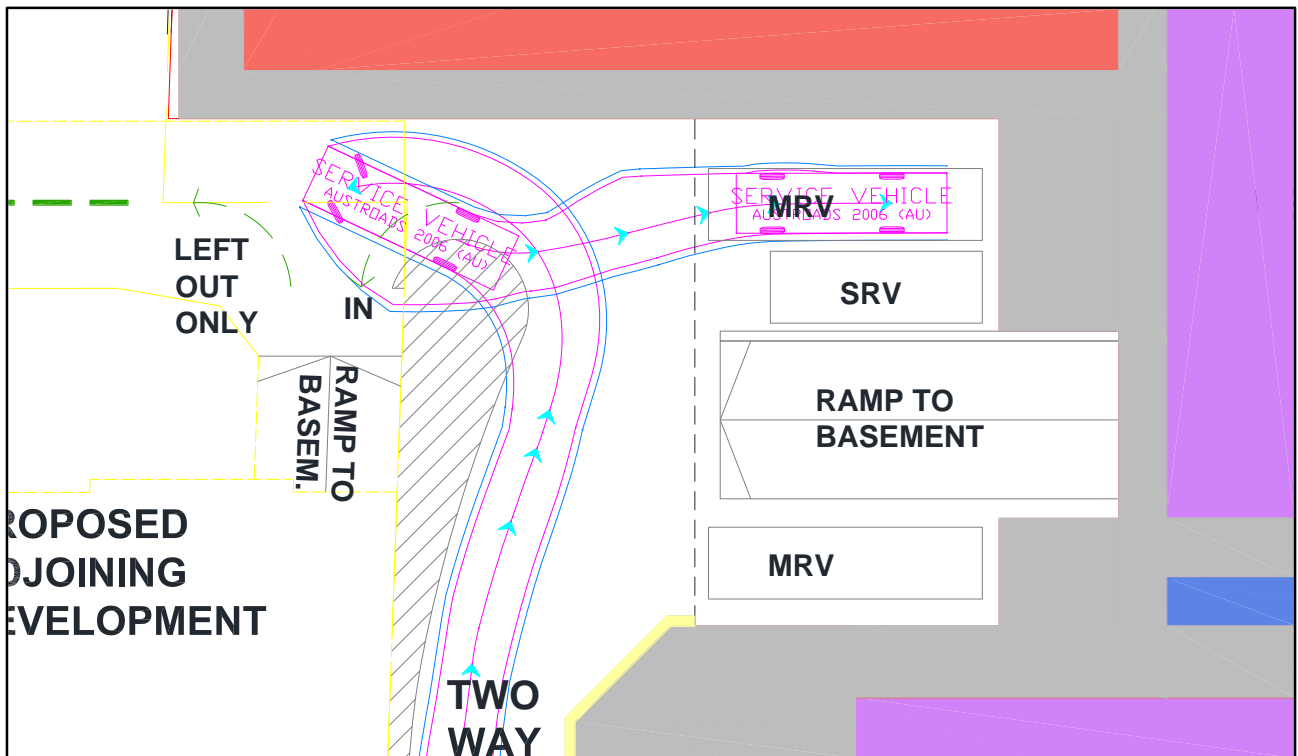 SERVICE VEHICLE
AUSTROADS 2006 (AU)
SERVICE VEHICLE
MRV
AUSTROADS 2006 (AU)
LEFT
OUT
ONLY
IN
SRV
RAMP TO
BASEM.
RAMP TO
BASEMENT
ROPOSED
DJOINING
EVELOPMENT
MRV
TWO
WAY